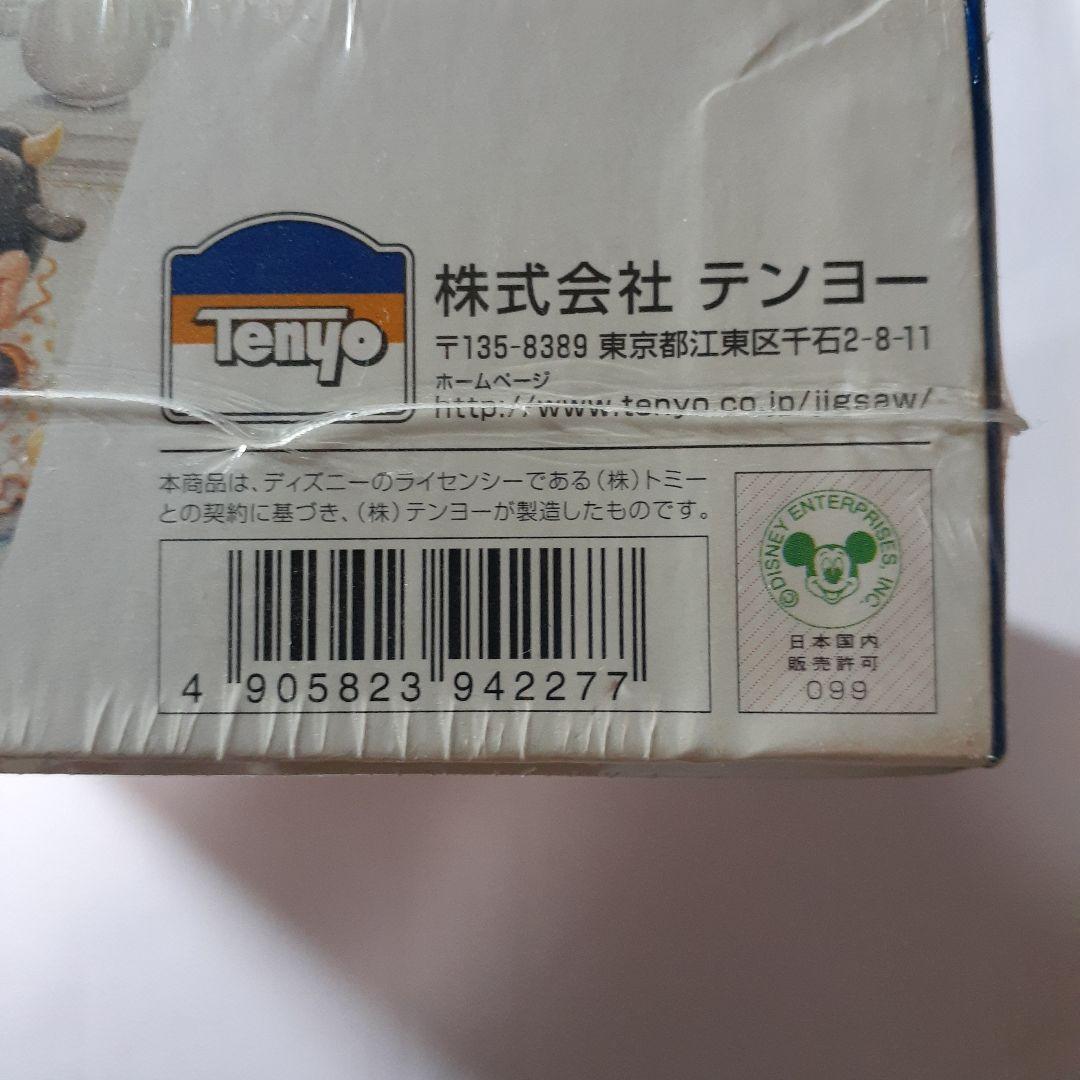 Tenyo
株式会社 テンヨー
〒135-8389 東京都江東区千石2-8-11
ホームページ
http://www.tenyo.co.jp/jigsaw/
本商品は、ディズニーのライセンシーである(株)トミー
との契約に基づき、(株)テンヨーが製造したものです。
4 905823 942277
©DISNEY ENTERPRISES, INC.
日本国内
販売許可
099